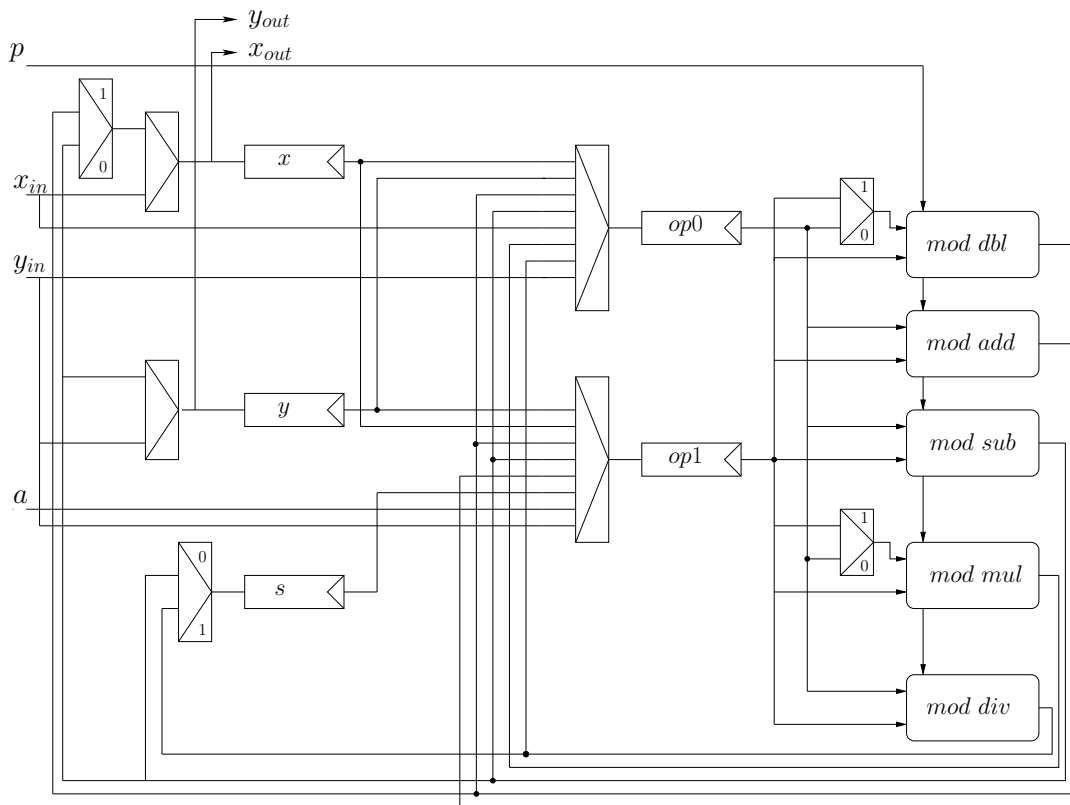 y_out
x_out
p
1
0
x_in
x
y_in
op0
1
0
mod dbl
mod add
y
op1
mod sub
a
1
0
0
1
s
mod mul
mod div